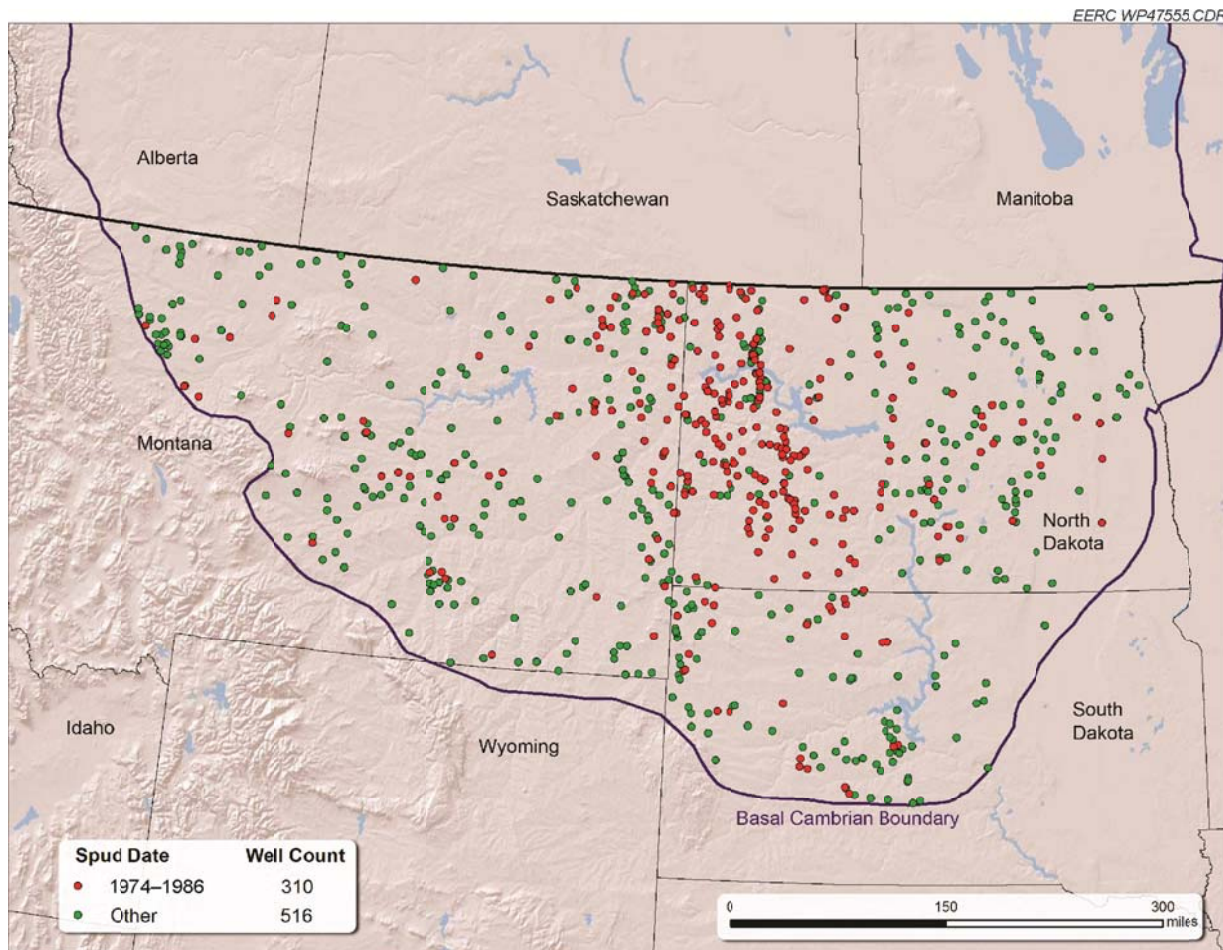 EERC WP47555.CDR
Alberta
Saskatchewan
Manitoba
Montana
North
Dakota
Idaho
Wyoming
South
Dakota
Basal Cambrian Boundary
Spud Date Well Count
1974–1986 310
Other 516
0 150 300
miles